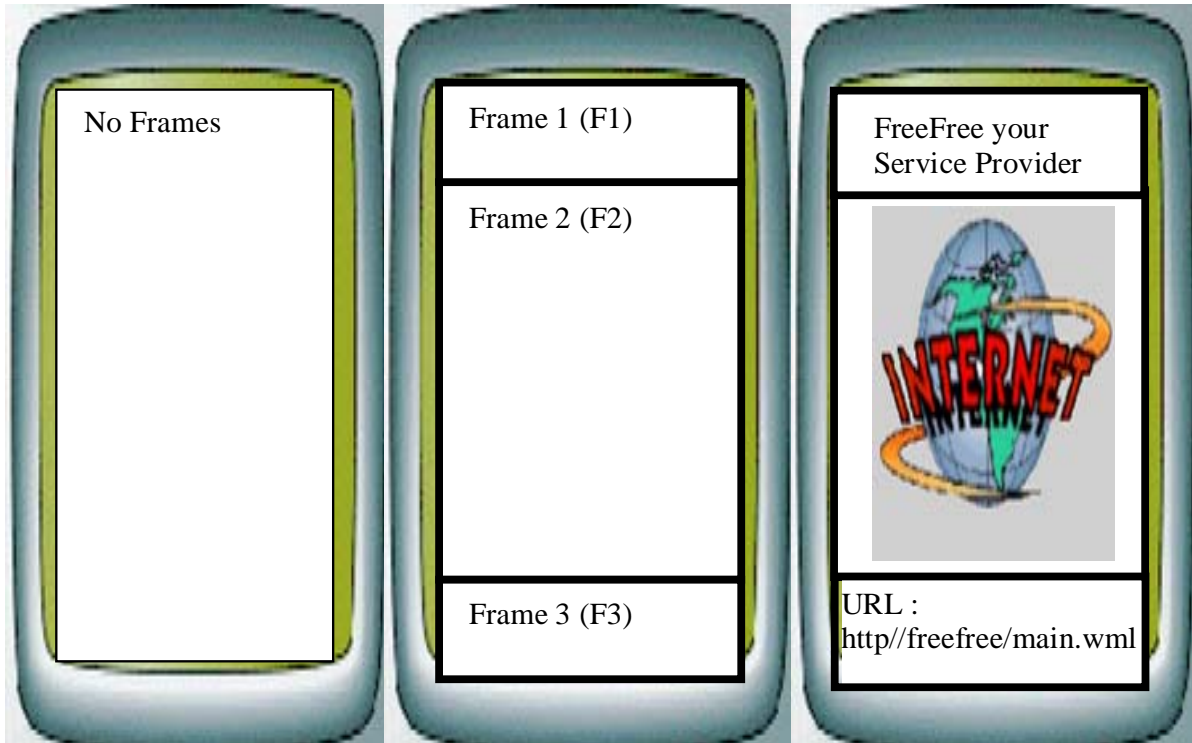 No Frames
Frame 1 (F1)
Frame 2 (F2)
Frame 3 (F3)
FreeFree your
Service Provider
INTERNET
URL :
http//freefree/main.wml